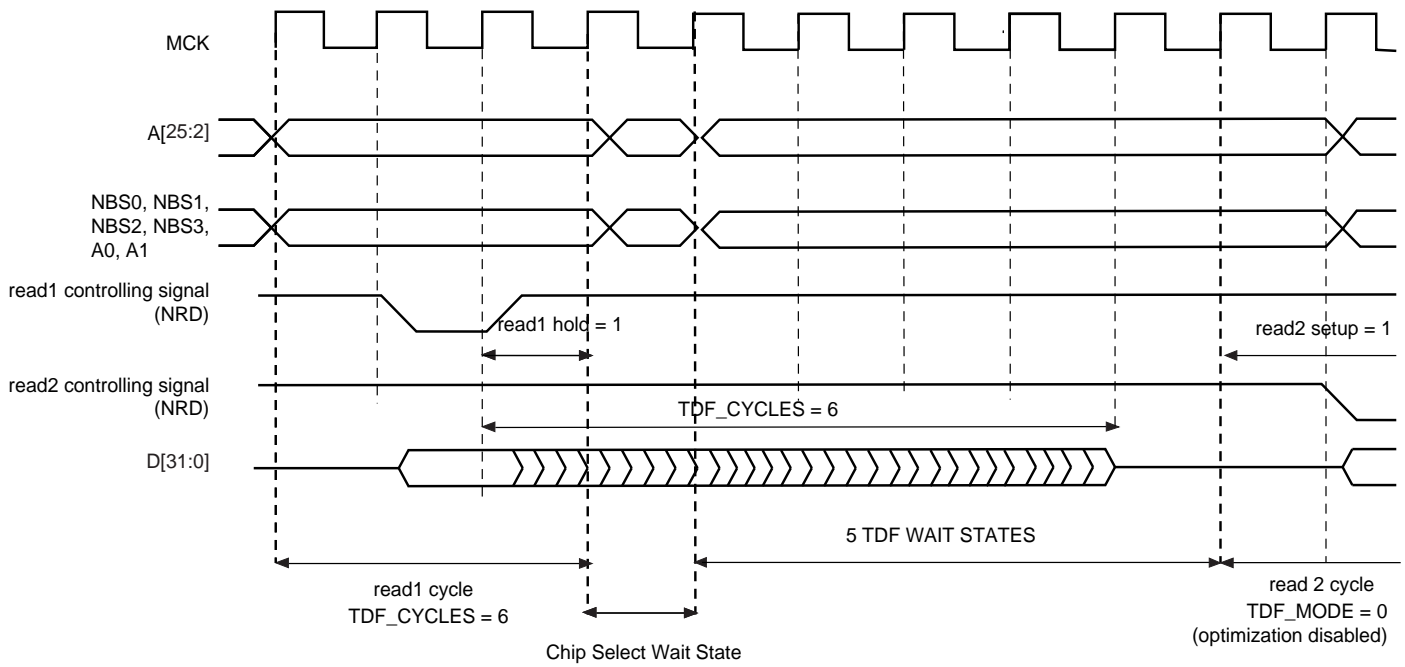 MCK
A[25:2]
NBS0, NBS1,
NBS2, NBS3,
A0, A1
read1 controlling signal
(NRD)
read1 hold = 1
read2 setup = 1
read2 controlling signal
(NRD)
TDF_CYCLES = 6
D[31:0]
5 TDF WAIT STATES
read1 cycle
TDF_CYCLES = 6
Chip Select Wait State
read 2 cycle
TDF_MODE = 0
(optimization disabled)